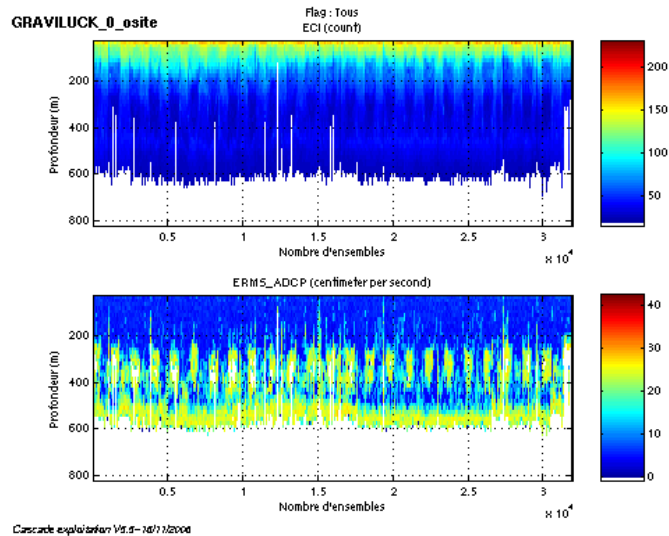 GRAVILUCK_0_osite
Flag : Tous
ECI (count)
Profondeur (m)
200
400
600
800
0.5
1
1.5
2
2.5
3
x 10^4
Nombre d'ensembles
200
150
100
50
ERMS_ADCP (centimeter per second)
Profondeur (m)
200
400
600
800
0.5
1
1.5
2
2.5
3
x 10^4
Nombre d'ensembles
40
30
20
10
0
Cascade exploitation V5.5-16/11/2006